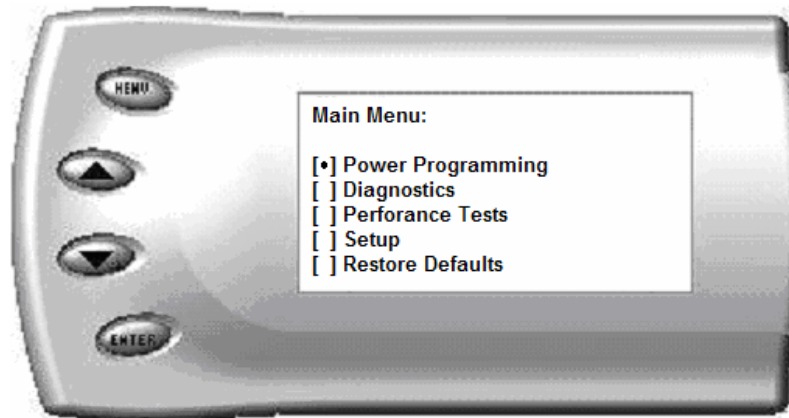 MENU
Main Menu:
[•] Power Programming
[ ] Diagnostics
[ ] Perforance Tests
[ ] Setup
[ ] Restore Defaults
ENTER